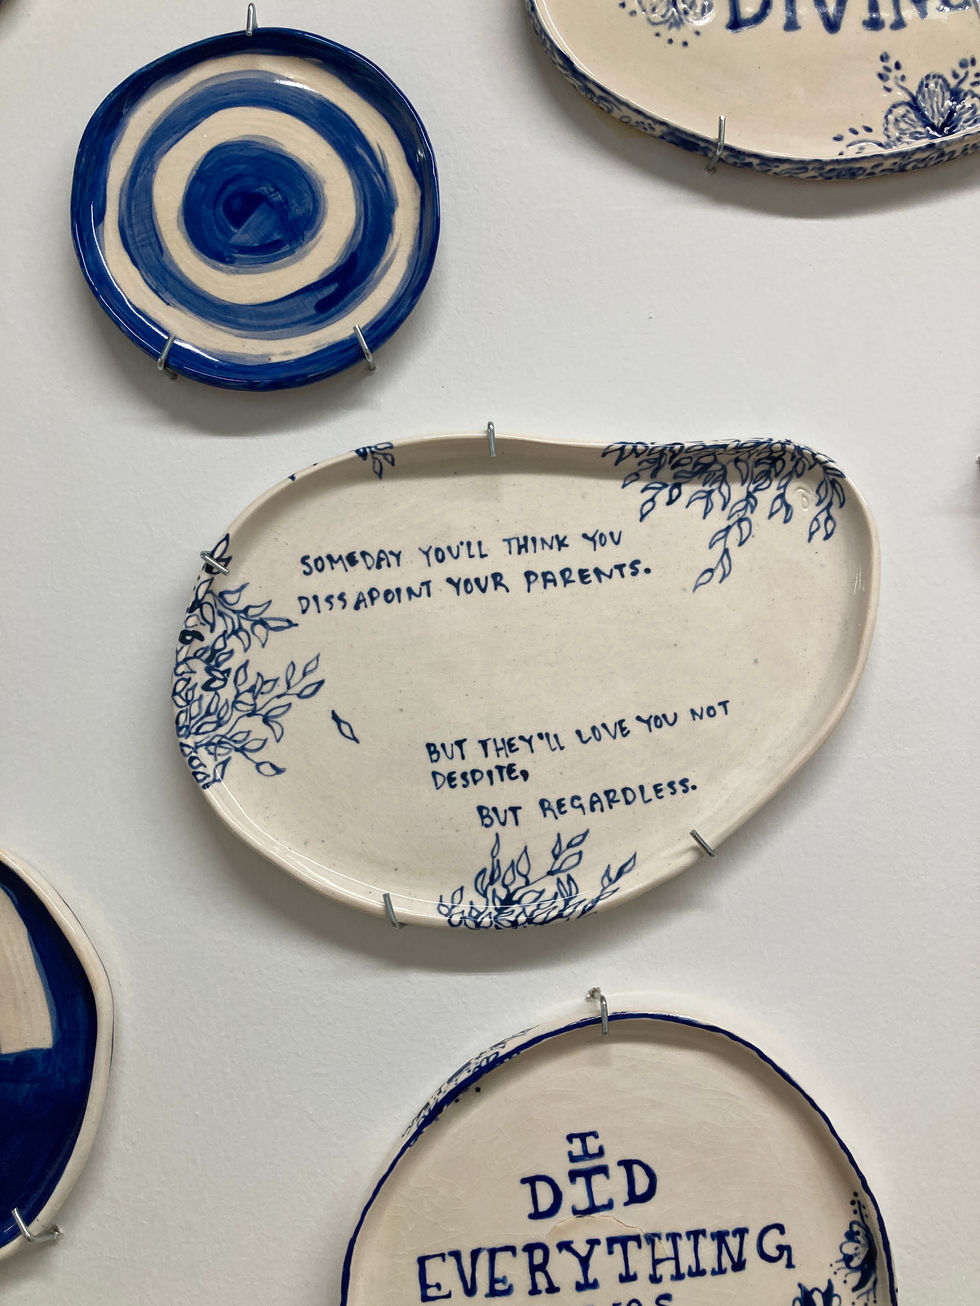 DIVIN
SOMEDAY YOU'LL THINK YOU
DISSAPOINT YOUR PARENTS.
BUT THEY'LL LOVE YOU NOT
DESPITE,
BUT REGARDLESS.
I
DID
EVERYTHING